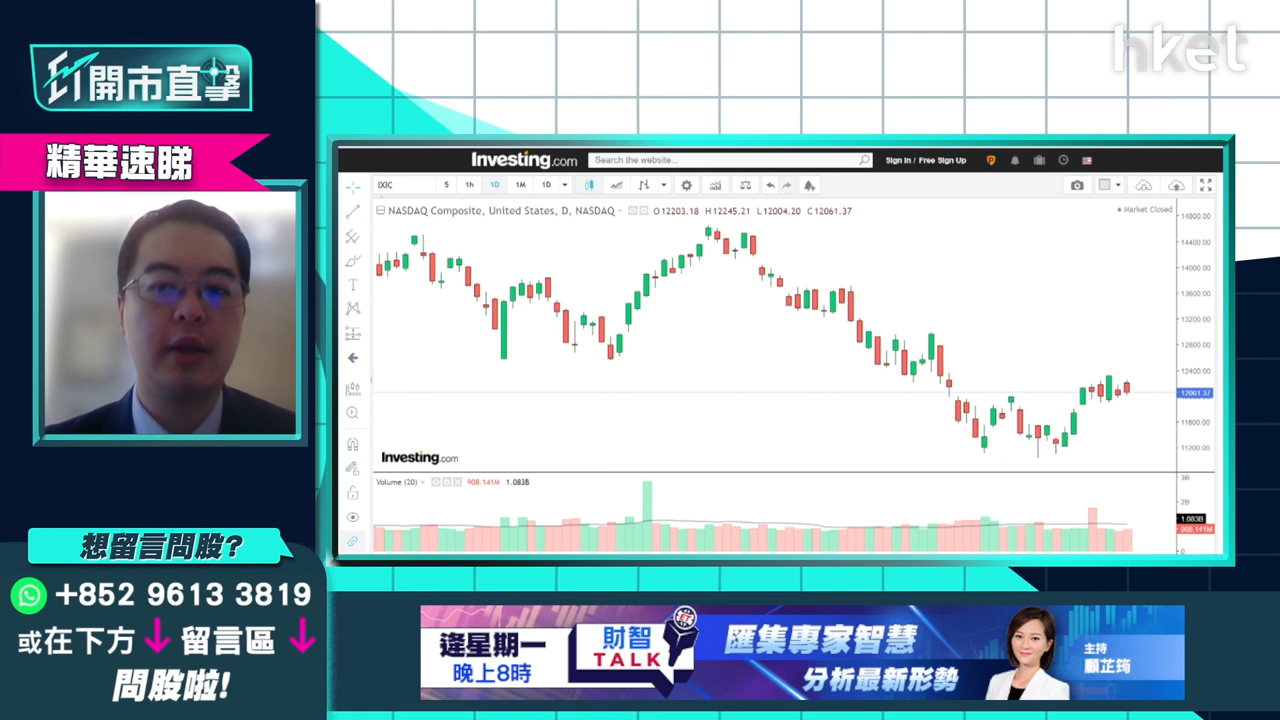 hket
ET開市直擊
精華速睇
Investing.com
Search the website...
Sign In / Free Sign Up
IXIC
5
1h
1D
1M
1D
NASDAQ Composite, United States, D, NASDAQ
O12203.18 H12245.21 L12004.20 C12061.37
Market Closed
14800.00
14400.00
14000.00
13600.00
13200.00
12800.00
12400.00
12061.37
11600.00
11200.00
Investing.com
Volume (20)
908.141M
1.083B
3B
2B
1.083B
908.141M
0
想留言問股?
+852 9613 3819
或在下方
留言區
問股啦!
逢星期一
晚上8時
財智
TALK
匯集專家智慧
分析最新形勢
主持
顧芷筠